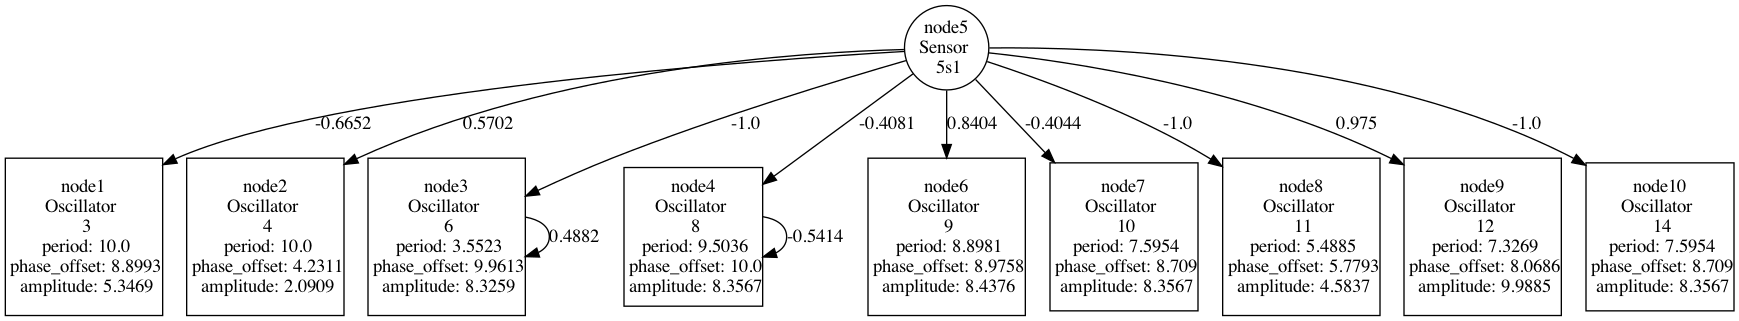 node5
Sensor
5s1
-0.6652
0.5702
-1.0
-0.4081
0.8404
-0.4044
-1.0
0.975
-1.0
node1
Oscillator
3
period: 10.0
phase_offset: 8.8993
amplitude: 5.3469
node2
Oscillator
4
period: 10.0
phase_offset: 4.2311
amplitude: 2.0909
node3
Oscillator
6
period: 3.5523
phase_offset: 9.9613
amplitude: 8.3259
0.4882
node4
Oscillator
8
period: 9.5036
phase_offset: 10.0
amplitude: 8.3567
-0.5414
node6
Oscillator
9
period: 8.8981
phase_offset: 8.9758
amplitude: 8.4376
node7
Oscillator
10
period: 7.5954
phase_offset: 8.709
amplitude: 8.3567
node8
Oscillator
11
period: 5.4885
phase_offset: 5.7793
amplitude: 4.5837
node9
Oscillator
12
period: 7.3269
phase_offset: 8.0686
amplitude: 9.9885
node10
Oscillator
14
period: 7.5954
phase_offset: 8.709
amplitude: 8.3567